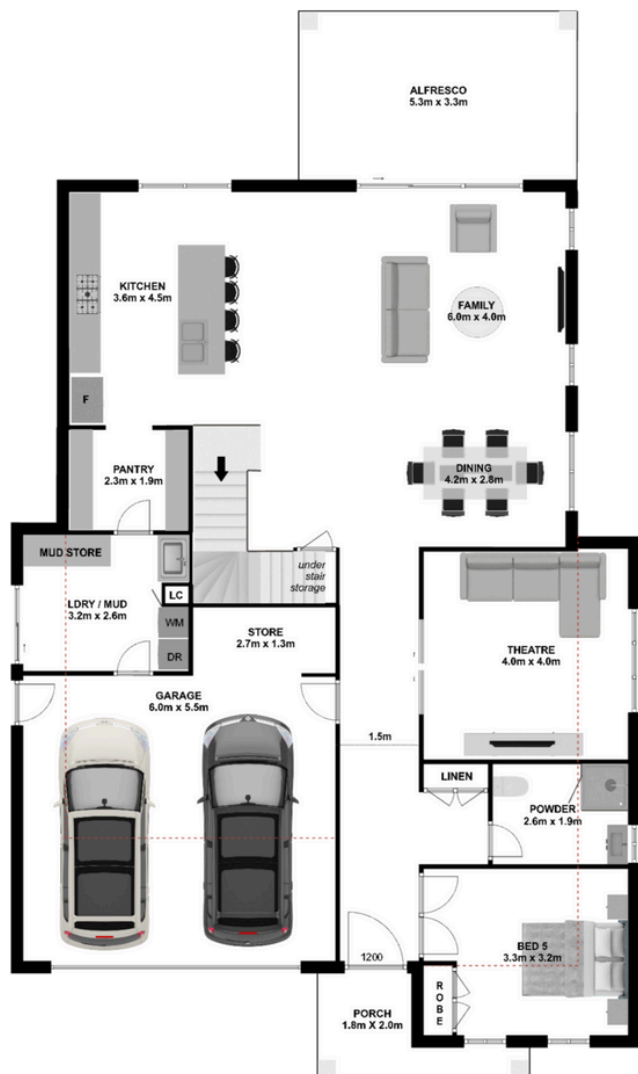 ALFRESCO
5.3m x 3.3m
KITCHEN
3.6m x 4.5m
FAMILY
6.0m x 4.0m
F
PANTRY
2.3m x 1.9m
DINING
4.2m x 2.8m
MUD STORE
under
stair
storage
LDRY / MUD
3.2m x 2.6m
LC
WM
DR
STORE
2.7m x 1.3m
THEATRE
4.0m x 4.0m
GARAGE
6.0m x 5.5m
1.5m
LINEN
POWDER
2.6m x 1.9m
BED 5
3.3m x 3.2m
1200
ROBE
PORCH
1.8m X 2.0m